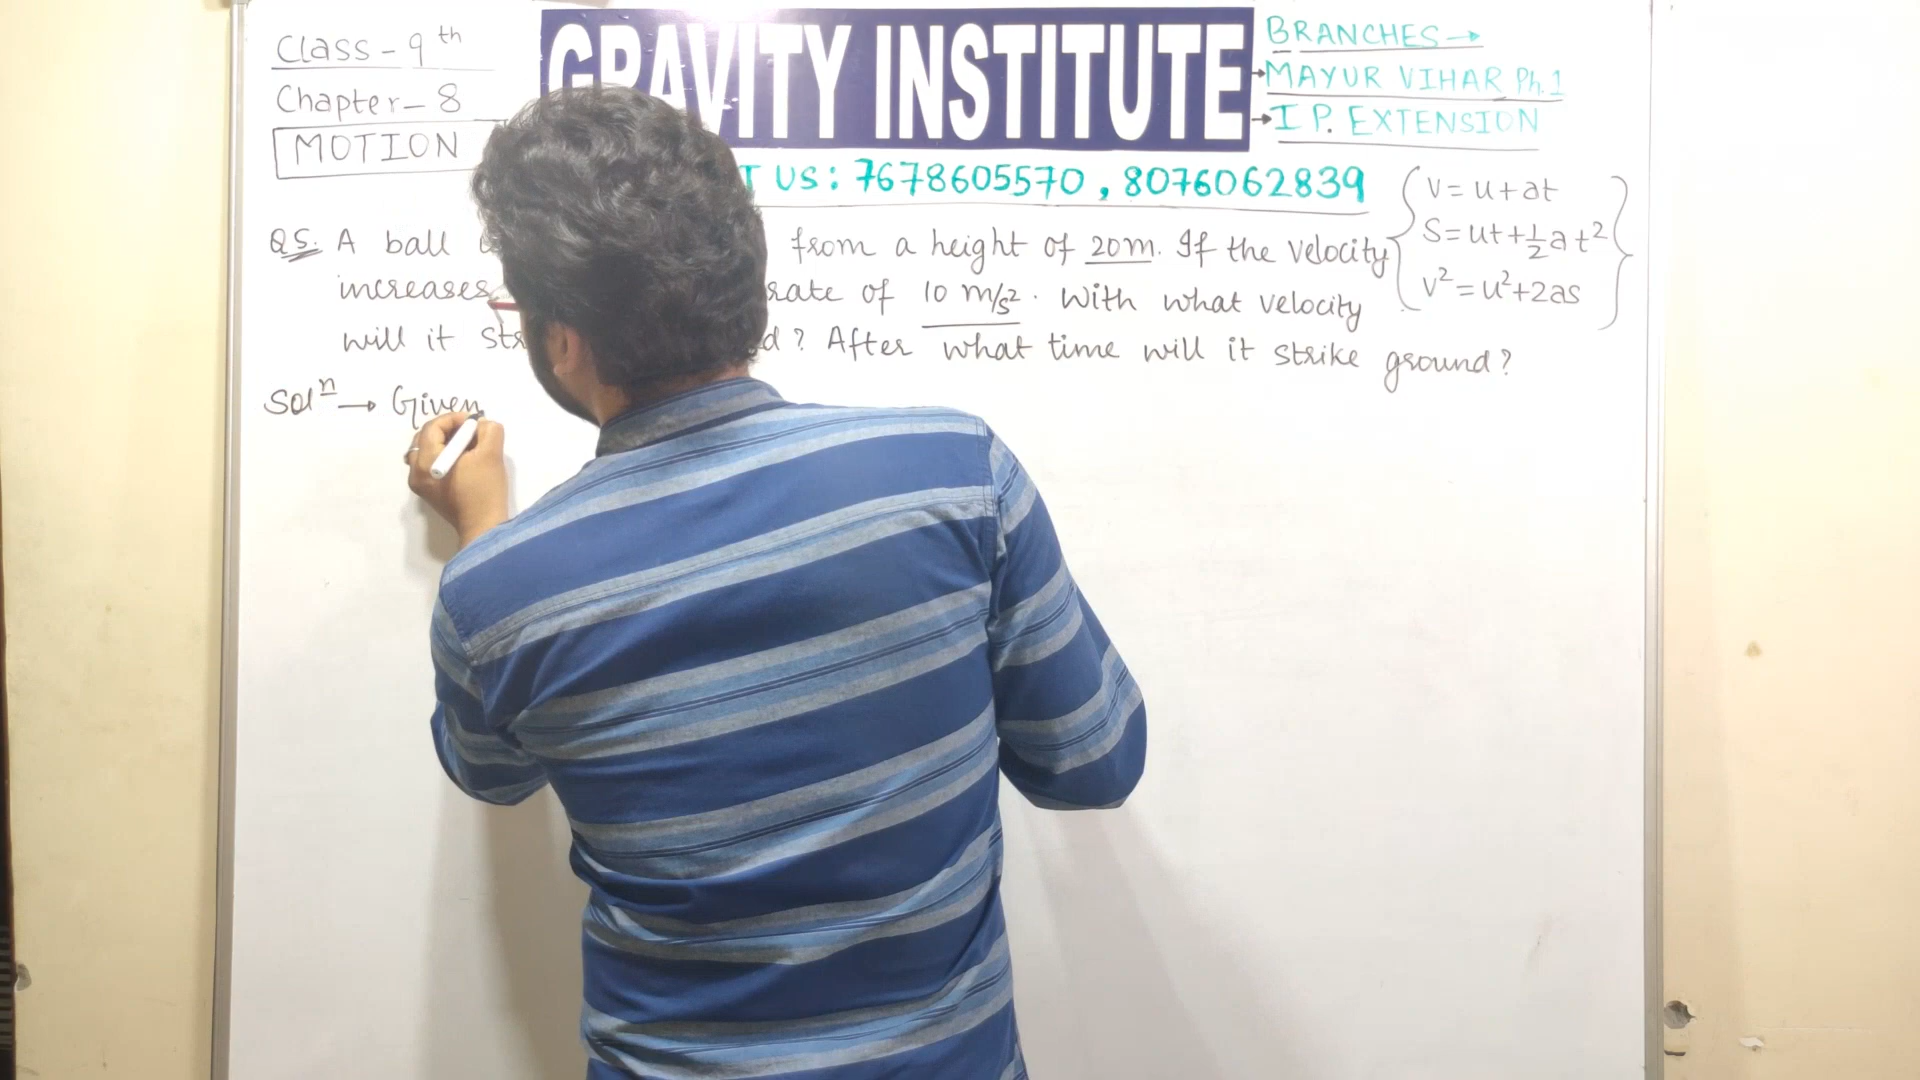 Class - 9th
Chapter - 8
MOTION
GRAVITY INSTITUTE
BRANCHES →
→ MAYUR VIHAR Ph.1
→ I P. EXTENSION
T US : 7678605570 , 8076062839
V = u + at
S = ut + 1/2 a t²
V² = u² + 2as
Q5. A ball from a height of 20m. If the velocity
increases rate of 10 m/s². With what velocity
will it ? After what time will it strike ground?
Solⁿ → Given